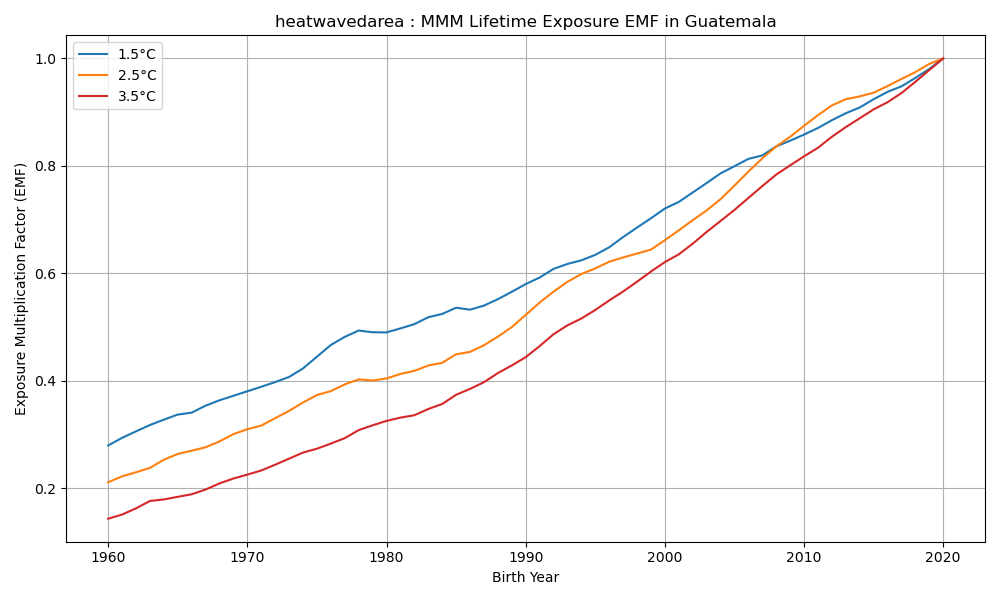 heatwavedarea : MMM Lifetime Exposure EMF in Guatemala
1.5°C
2.5°C
3.5°C
Exposure Multiplication Factor (EMF)
1.0
0.8
0.6
0.4
0.2
1960 1970 1980 1990 2000 2010 2020
Birth Year